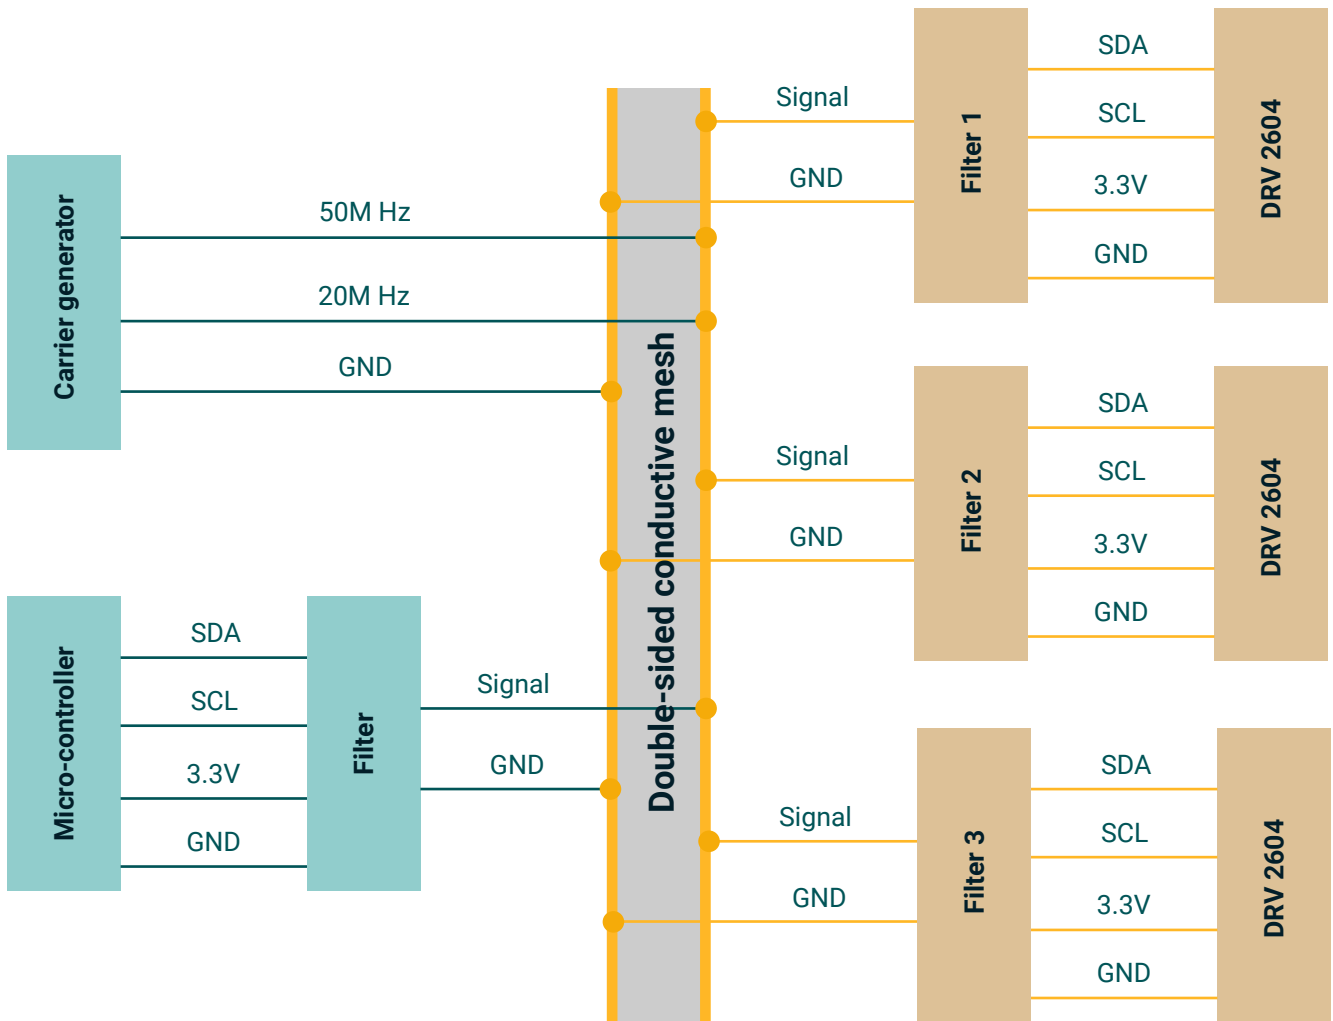 Carrier generator
50M Hz
20M Hz
GND
Micro-controller
SDA
SCL
3.3V
GND
Filter
Signal
GND
Double-sided conductive mesh
Signal
GND
Filter 1
SDA
SCL
3.3V
GND
DRV 2604
Signal
GND
Filter 2
SDA
SCL
3.3V
GND
DRV 2604
Signal
GND
Filter 3
SDA
SCL
3.3V
GND
DRV 2604